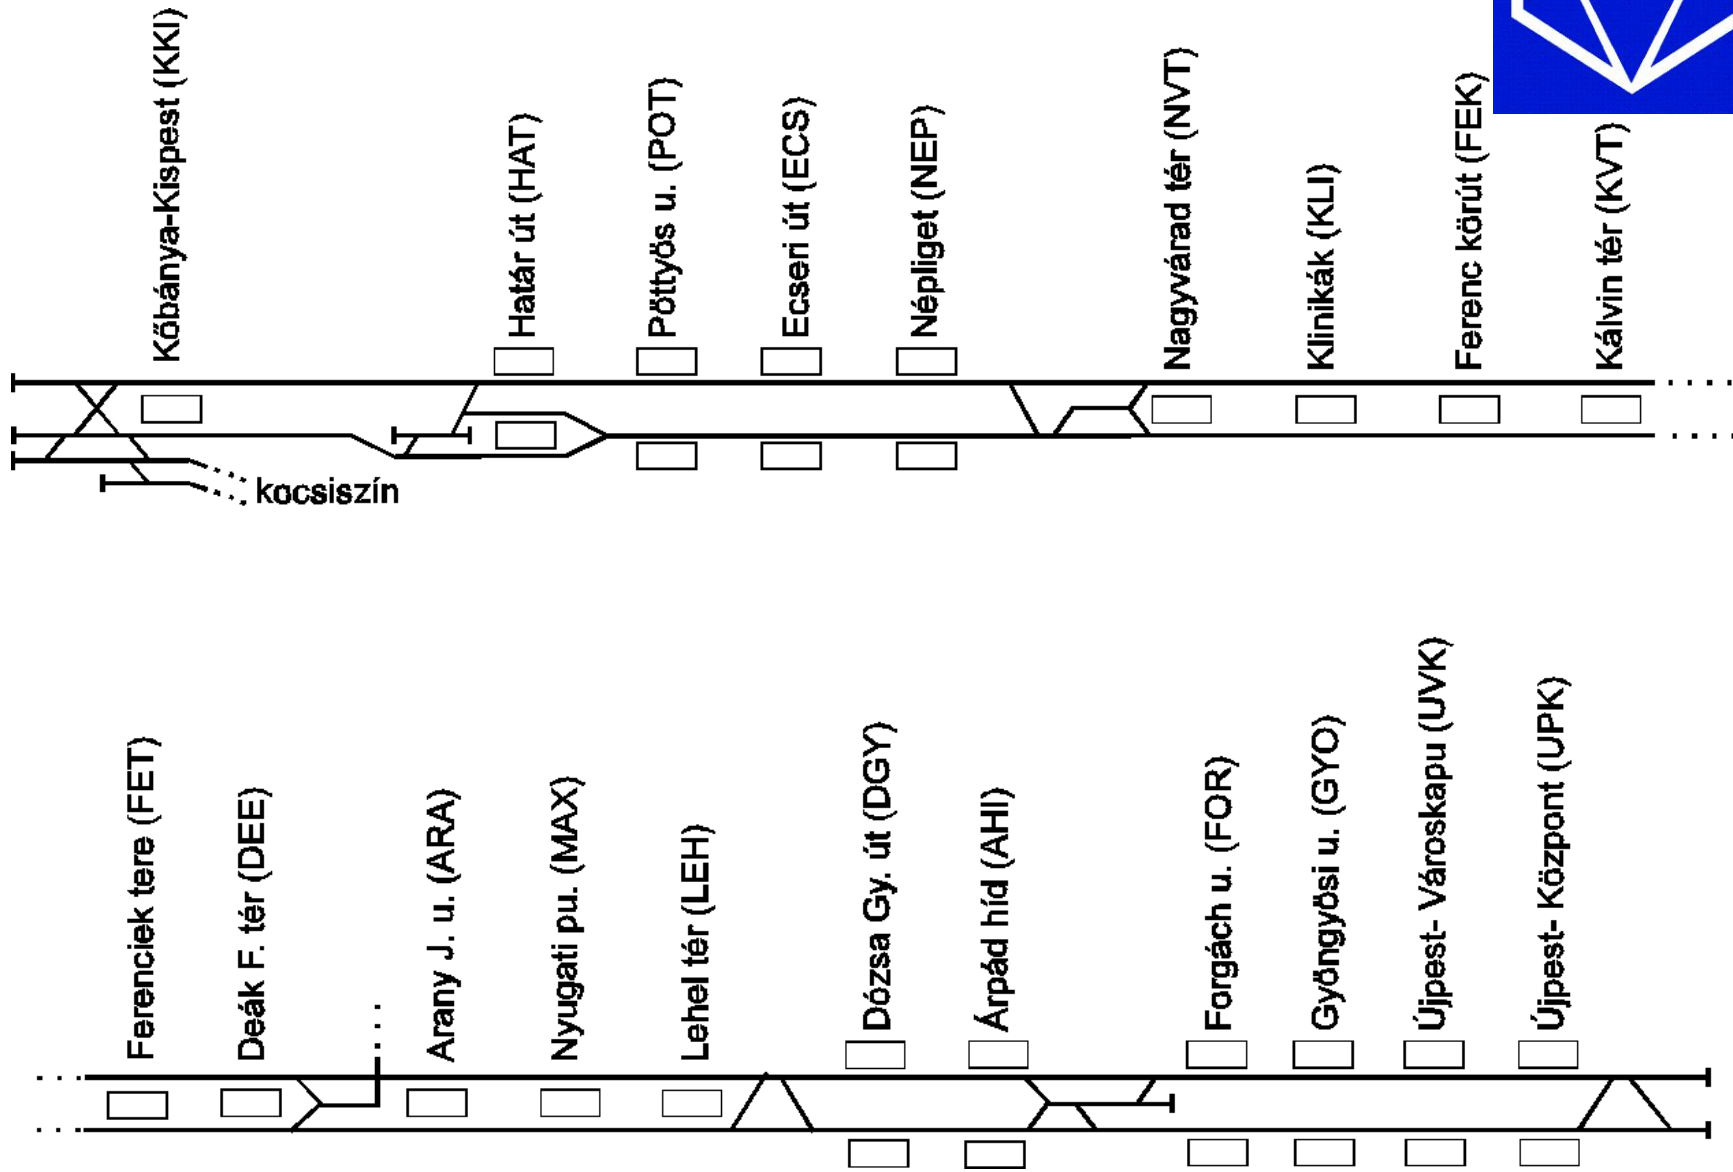 Kőbánya-Kispest (KKI)
Határ út (HAT)
Pöttyös u. (POT)
Ecseri út (ECS)
Népliget (NEP)
Nagyvárad tér (NVT)
Klinikák (KLI)
Ferenc körút (FEK)
Kálvin tér (KVT)
kocsiszín
Ferenciek tere (FET)
Deák F. tér (DEE)
Arany J. u. (ARA)
Nyugati pu. (MAX)
Lehel tér (LEH)
Dózsa Gy. út (DGY)
Árpád híd (AHI)
Forgách u. (FOR)
Gyöngyösi u. (GYO)
Újpest- Városkapu (UVK)
Újpest- Központ (UPK)